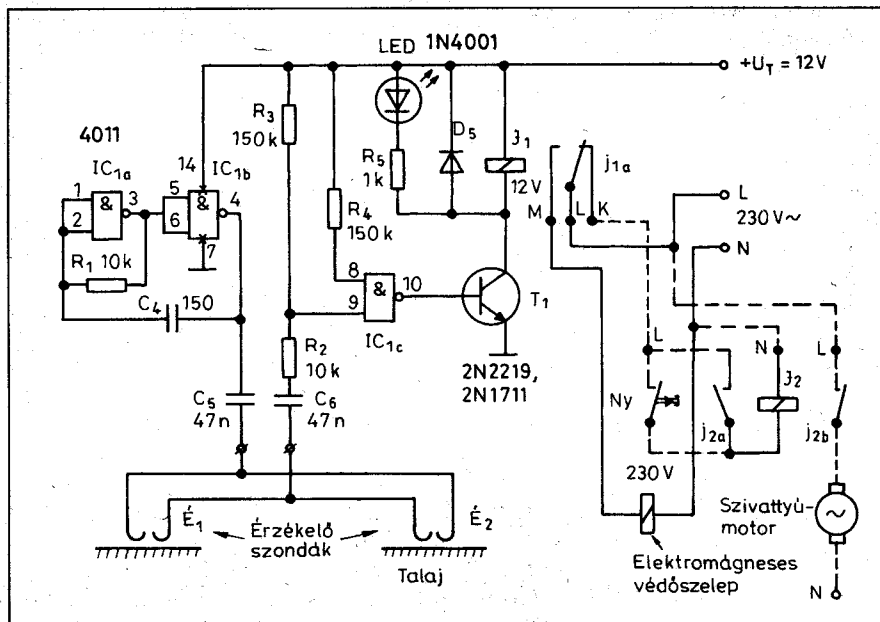 LED 1N4001
+U_T = 12V
4011
R3
150k
D5
J1
12V
j1a
IC1a
14
IC1b
R5
1k
M
L
K
L
230V~
N
1
2
&
3
5
6
&
4
7
R4
150k
R1 10k
8
9
&
10
IC1c
T1
2N2219,
2N1711
C4
150
R2
10k
C5
47n
C6
47n
L
N
L
Ny
j2a
J2
j2b
230V
É1
Érzékelő
szondák
É2
Talaj
Szivattyú-
motor
Elektromágneses
védőszelep
N